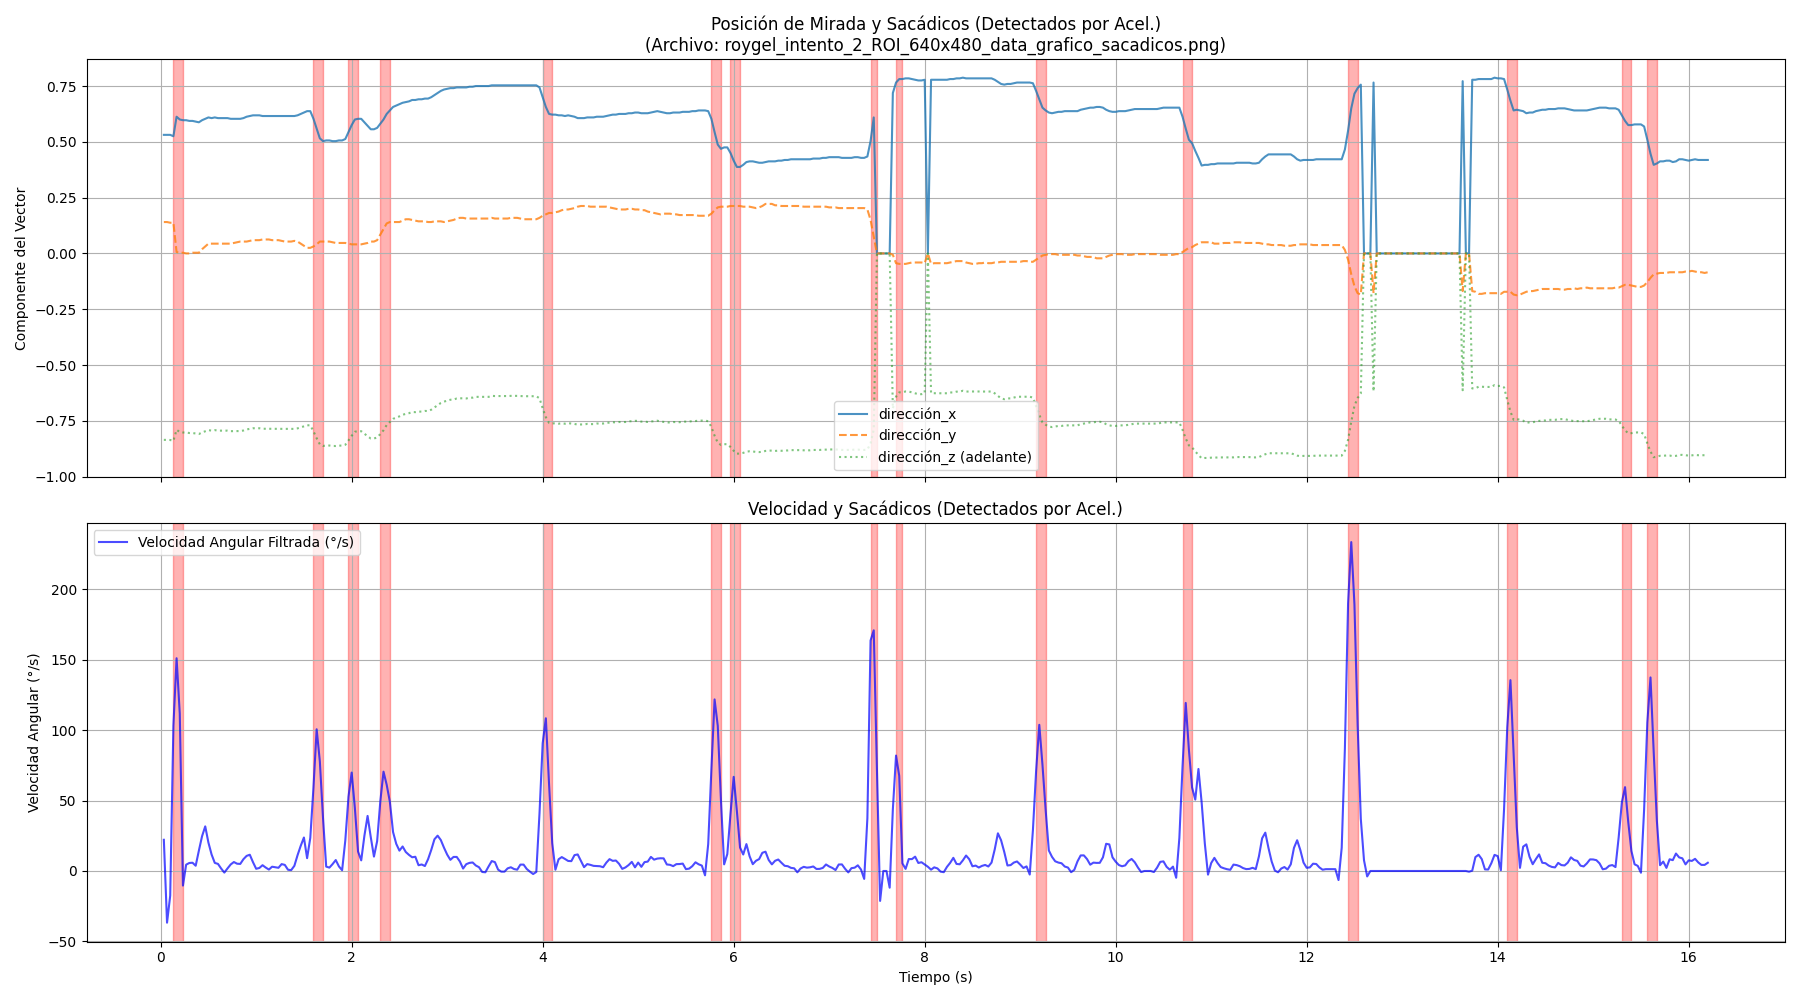 Posición de Mirada y Sacádicos (Detectados por Acel.)
(Archivo: roygel_intento_2_ROI_640x480_data_grafico_sacadicos.png)
Componente del Vector
0.75
0.50
0.25
0.00
−0.25
−0.50
−0.75
−1.00
dirección_x
dirección_y
dirección_z (adelante)
Velocidad y Sacádicos (Detectados por Acel.)
Velocidad Angular Filtrada (°/s)
Velocidad Angular (°/s)
200
150
100
50
0
−50
0 2 4 6 8 10 12 14 16
Tiempo (s)